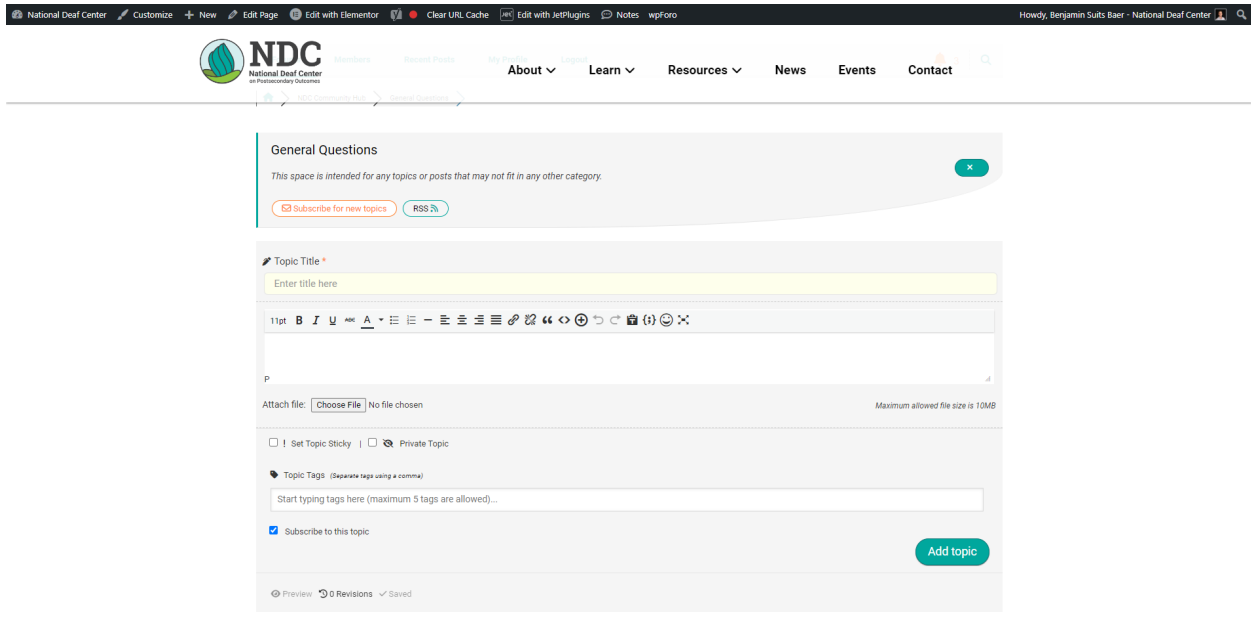 National Deaf Center Customize New Edit Page Edit with Elementor Clear URL Cache JET Edit with JetPlugins Notes wpForo Howdy, Benjamin Suits Baer - National Deaf Center
NDC
National Deaf Center
on Postsecondary Outcomes
Members Recent Posts My Profile Logout
About Learn Resources News Events Contact
NDC Community Hub General Questions
General Questions
This space is intended for any topics or posts that may not fit in any other category.
Subscribe for new topics RSS
Topic Title *
Enter title here
11pt B I U ABC A
P
Attach file: Choose File No file chosen Maximum allowed file size is 10MB
! Set Topic Sticky | Private Topic
Topic Tags (Separate tags using a comma)
Start typing tags here (maximum 5 tags are allowed)...
Subscribe to this topic
Add topic
Preview 0 Revisions Saved